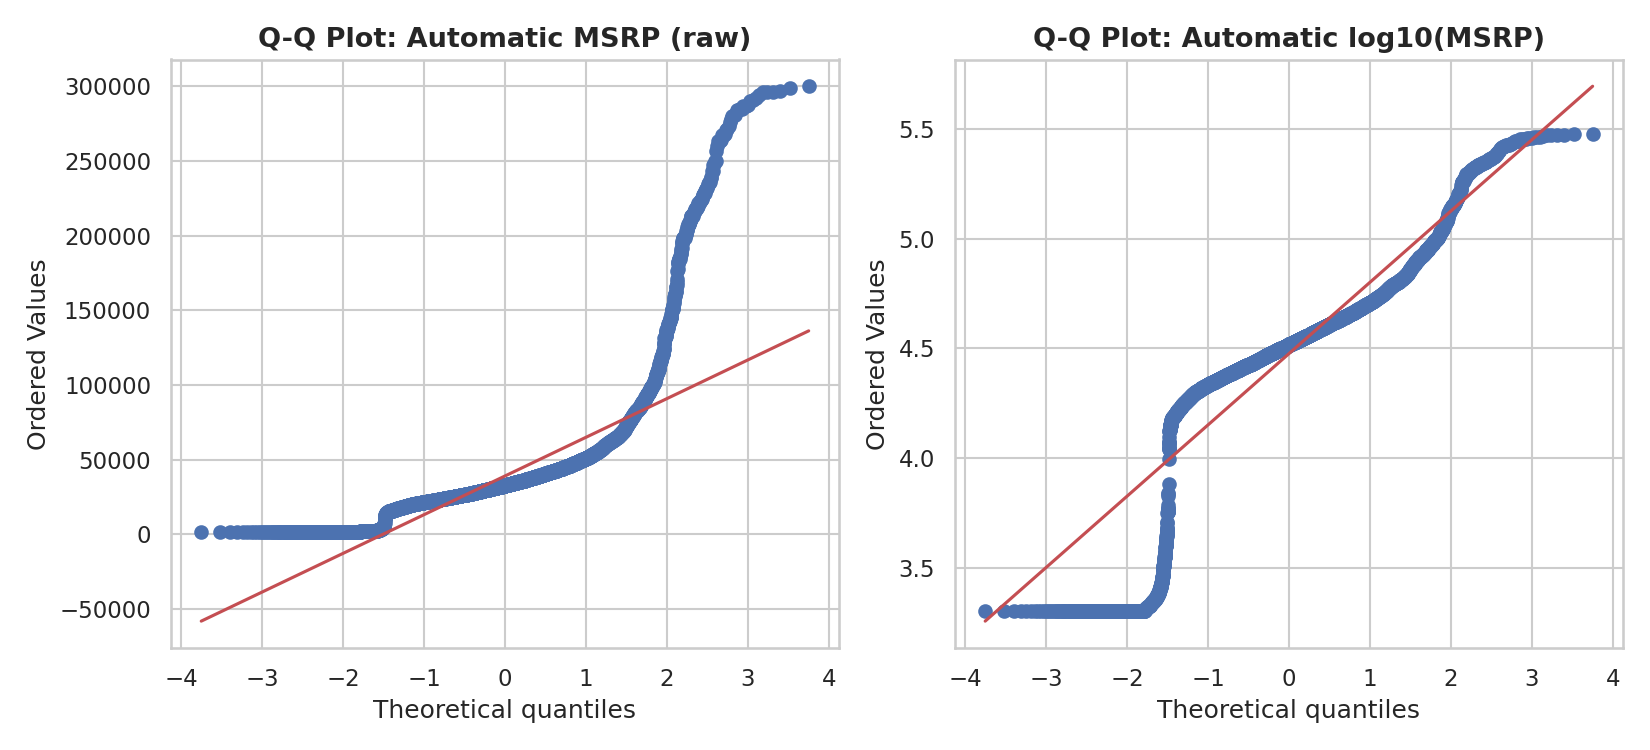 Q-Q Plot: Automatic MSRP (raw)
300000
250000
200000
150000
100000
50000
0
−50000
Ordered Values
−4 −3 −2 −1 0 1 2 3 4
Theoretical quantiles
Q-Q Plot: Automatic log10(MSRP)
5.5
5.0
4.5
4.0
3.5
Ordered Values
−4 −3 −2 −1 0 1 2 3 4
Theoretical quantiles